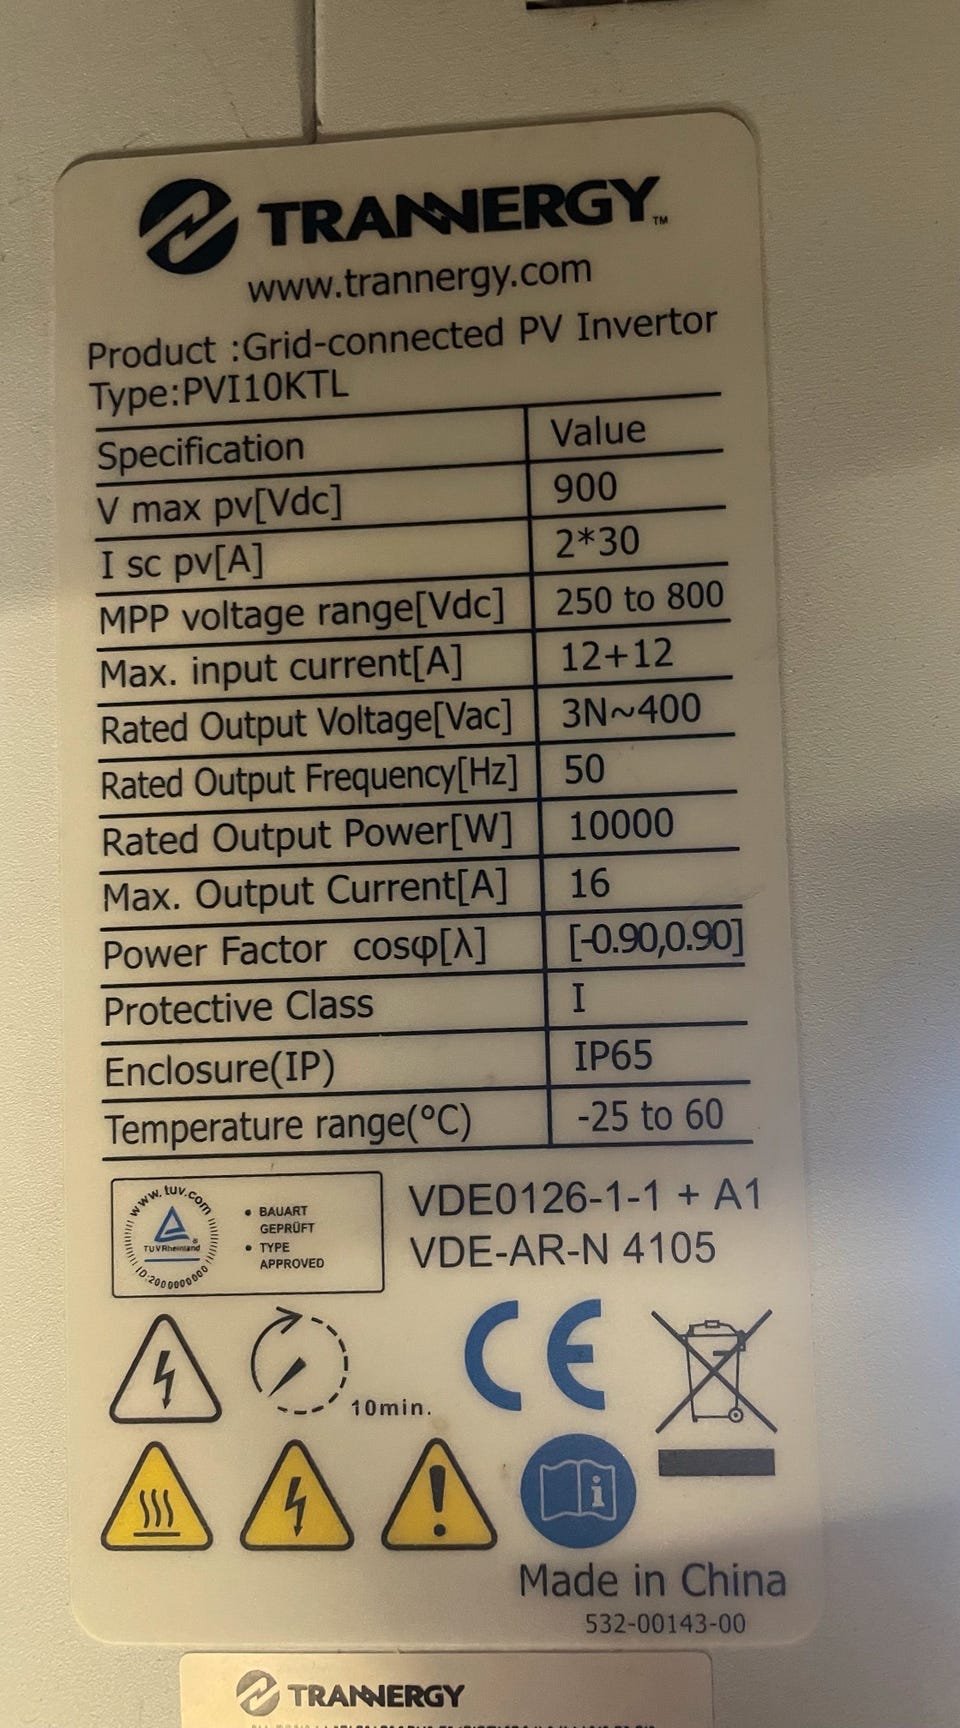 TRANNERGY™
www.trannergy.com
Product :Grid-connected PV Invertor
Type:PVI10KTL
Specification Value
V max pv[Vdc] 900
I sc pv[A] 2*30
MPP voltage range[Vdc] 250 to 800
Max. input current[A] 12+12
Rated Output Voltage[Vac] 3N~400
Rated Output Frequency[Hz] 50
Rated Output Power[W] 10000
Max. Output Current[A] 16
Power Factor cosφ[λ] [-0.90,0.90]
Protective Class I
Enclosure(IP) IP65
Temperature range(°C) -25 to 60
www.tuv.com
TÜVRheinland®
ID:2000000000
• BAUART
GEPRÜFT
• TYPE
APPROVED
VDE0126-1-1 + A1
VDE-AR-N 4105
10min.
CE
i
Made in China
532-00143-00
TRANNERGY